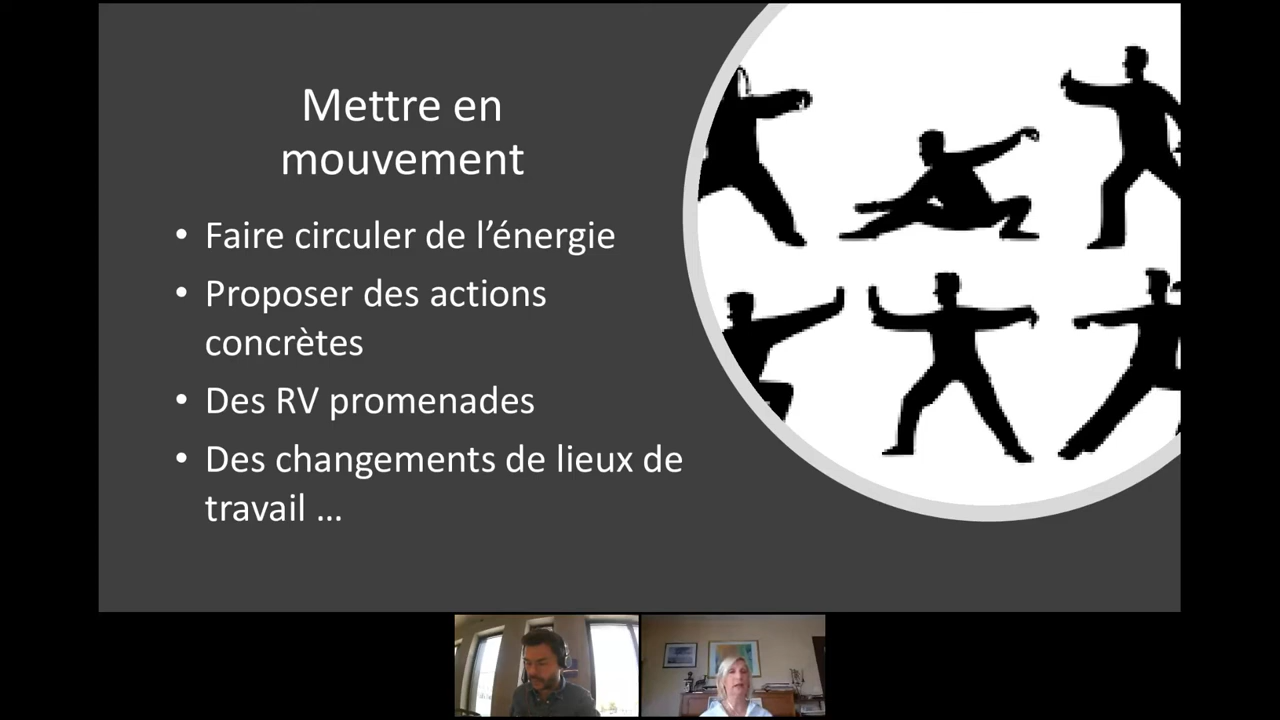 Mettre en
mouvement
• Faire circuler de l’énergie
• Proposer des actions
concrètes
• Des RV promenades
• Des changements de lieux de
travail ...